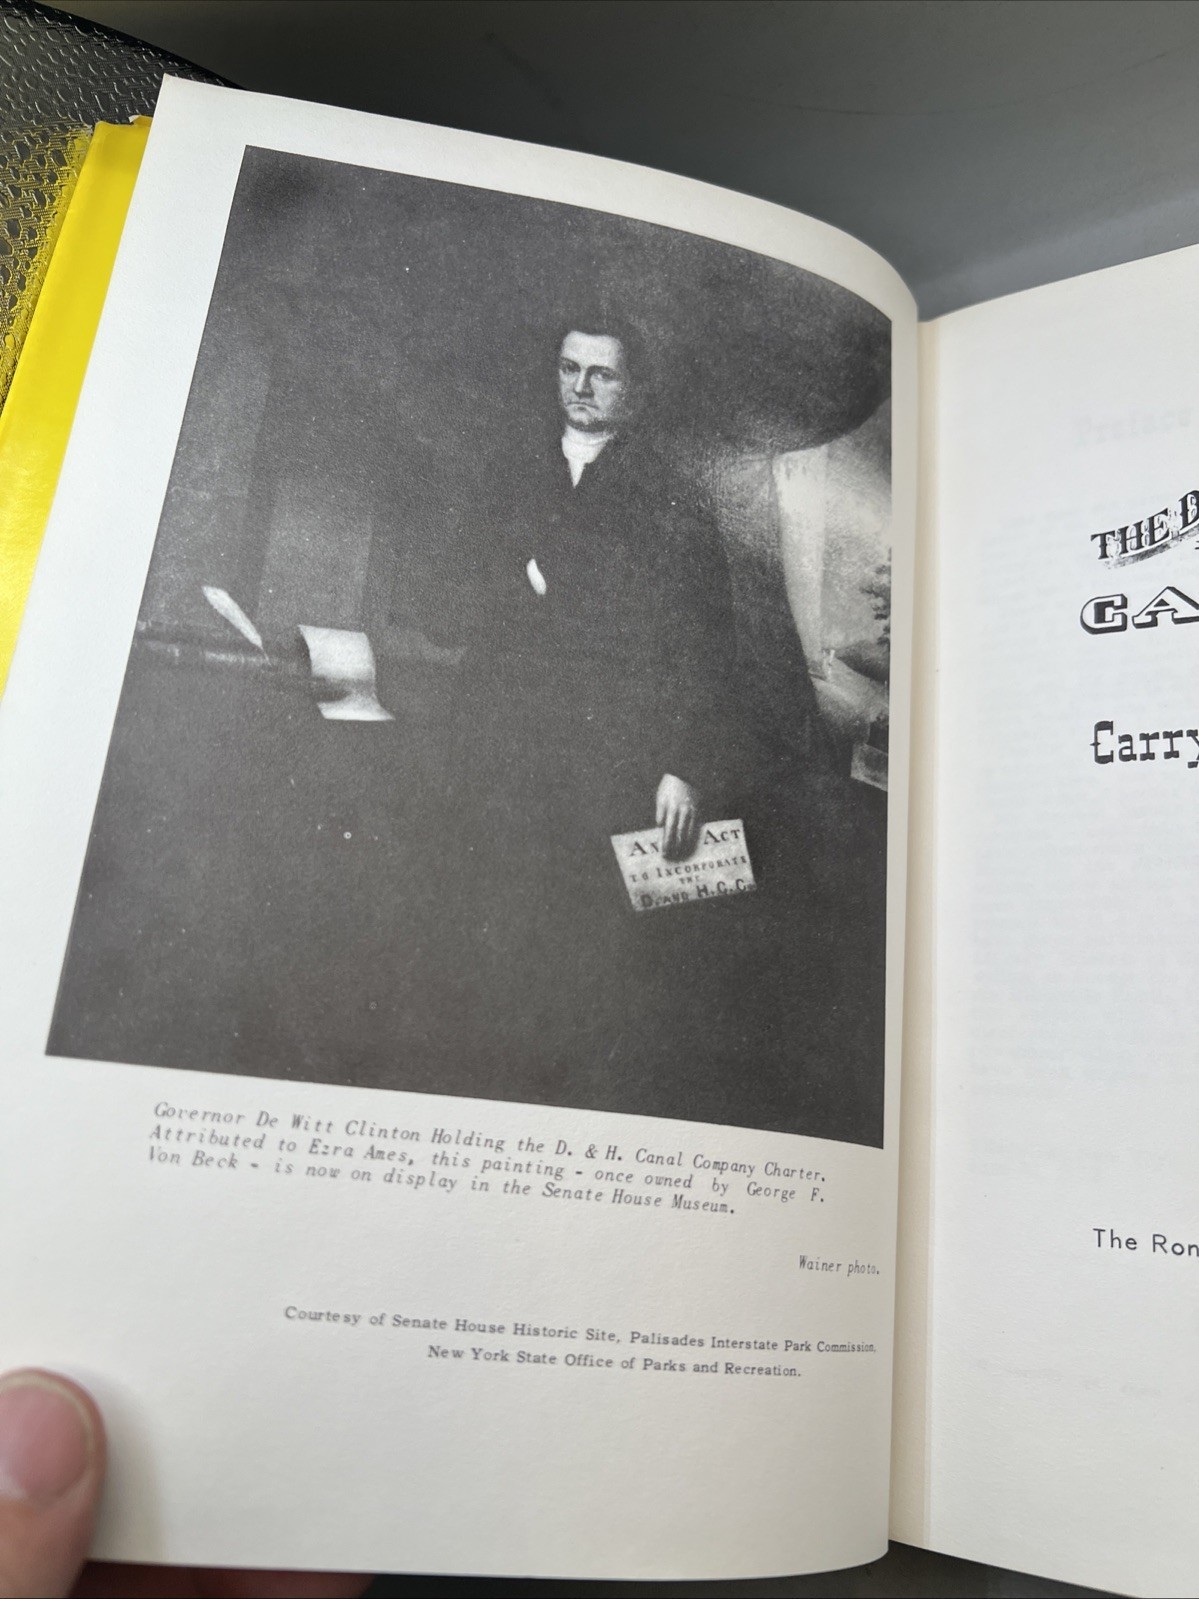 AN ACT
TO INCORPORATE
THE
D. AND H. C. Co
Governor De Witt Clinton Holding the D. & H. Canal Company Charter.
Attributed to Ezra Ames, this painting - once owned by George F.
Von Beck - is now on display in the Senate House Museum.
Wainer photo.
Courtesy of Senate House Historic Site, Palisades Interstate Park Commission.
New York State Office of Parks and Recreation.
THE D
CA
Carry
The Ron